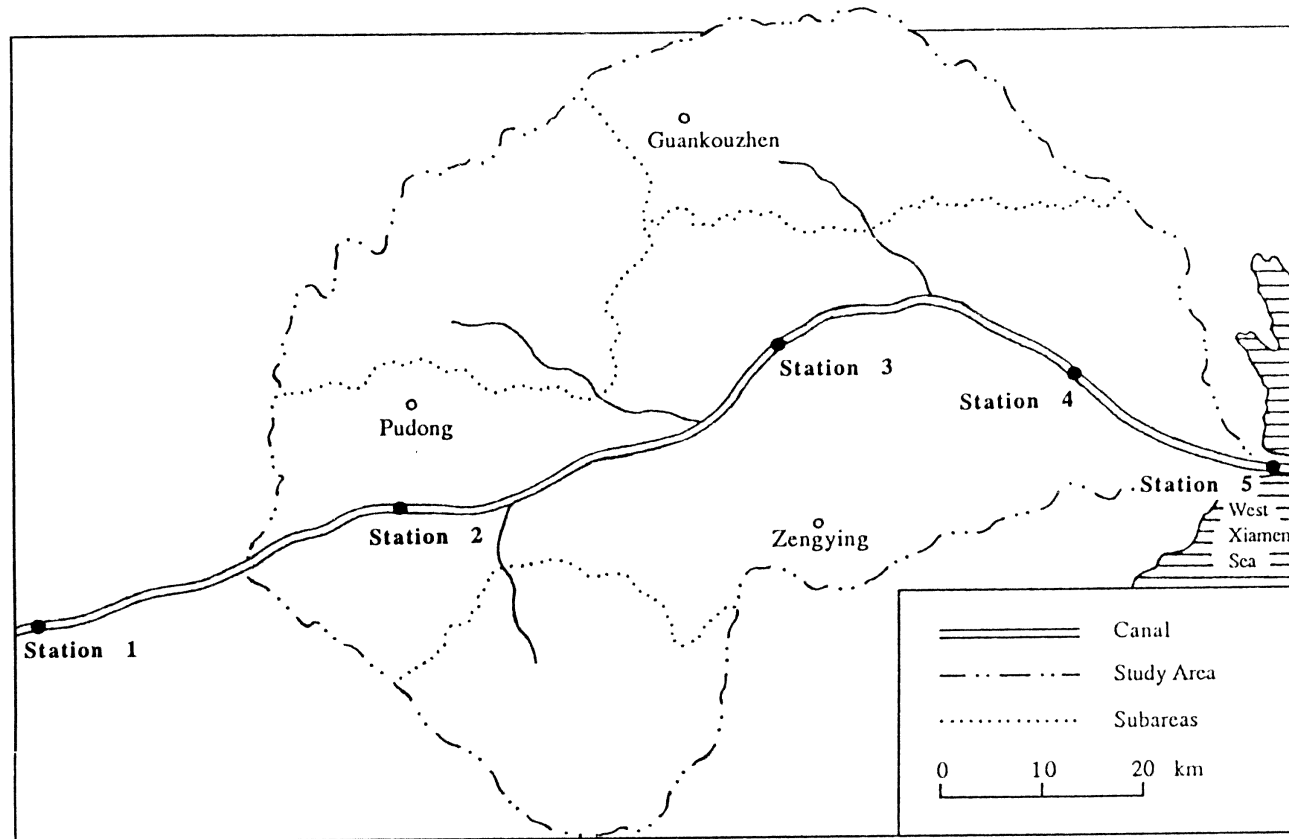 Guankouzhen
Station 3
Station 4
Pudong
Station 5
Station 2
Zengying
West
Xiamen
Sea
Station 1
Canal
Study Area
Subareas
0 10 20 km